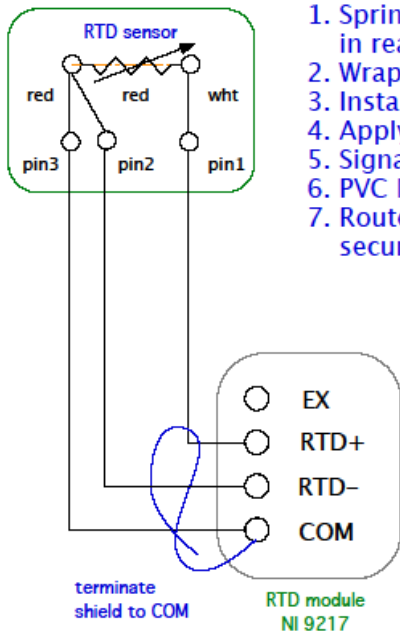 RTD sensor
red
red
wht
pin3
pin2
pin1
1. Sprin
in rea
2. Wrap
3. Insta
4. Apply
5. Signa
6. PVC
7. Route
secur
EX
RTD+
RTD-
COM
terminate
shield to COM
RTD module
NI 9217